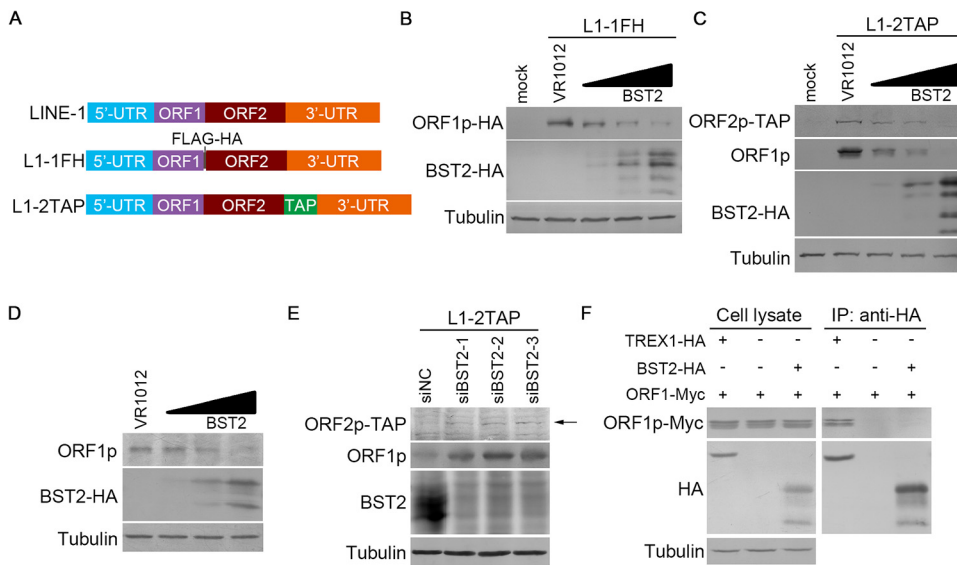 A
LINE-1 5'-UTR ORF1 ORF2 3'-UTR
FLAG-HA
L1-1FH 5'-UTR ORF1 ORF2 3'-UTR
L1-2TAP 5'-UTR ORF1 ORF2 TAP 3'-UTR
B
L1-1FH
mock VR1012 BST2
ORF1p-HA
BST2-HA
Tubulin
C
L1-2TAP
mock VR1012 BST2
ORF2p-TAP
ORF1p
BST2-HA
Tubulin
D
VR1012 BST2
ORF1p
BST2-HA
Tubulin
E
L1-2TAP
siNC siBST2-1 siBST2-2 siBST2-3
ORF2p-TAP
ORF1p
BST2
Tubulin
F
Cell lysate IP: anti-HA
TREX1-HA + - - + - -
BST2-HA - - + - - +
ORF1-Myc + + + + + +
ORF1p-Myc
HA
Tubulin